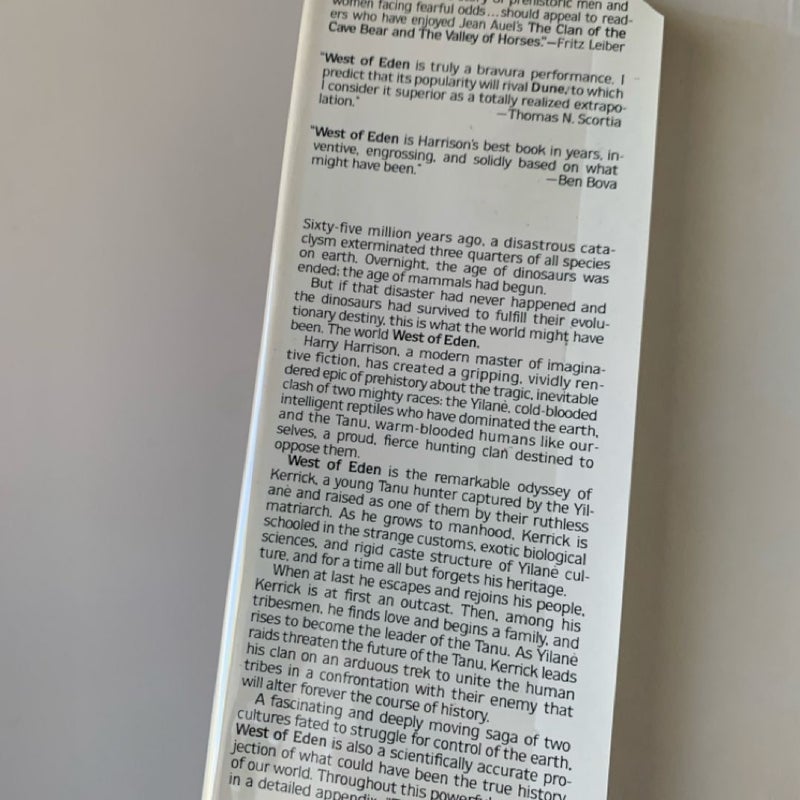 prehistoric men and
women facing fearful odds...should appeal to read-
ers who have enjoyed Jean Auel's The Clan of the
Cave Bear and The Valley of Horses."—Fritz Leiber
"West of Eden is truly a bravura performance. I
predict that its popularity will rival Dune, to which
I consider it superior as a totally realized extrapo-
lation."
—Thomas N. Scortia
"West of Eden is Harrison's best book in years, in-
ventive, engrossing, and solidly based on what
might have been."
—Ben Bova
Sixty-five million years ago, a disastrous cata-
clysm exterminated three quarters of all species
on earth. Overnight, the age of dinosaurs was
ended; the age of mammals had begun.
But if that disaster had never happened and
the dinosaurs had survived to fulfill their evolu-
tionary destiny, this is what the world might have
been. The world West of Eden.
Harry Harrison, a modern master of imagina-
tive fiction, has created a gripping, vividly ren-
dered epic of prehistory about the tragic, inevitable
clash of two mighty races: the Yilanè, cold-blooded
intelligent reptiles who have dominated the earth,
and the Tanu, warm-blooded humans like our-
selves, a proud, fierce hunting clan destined to
oppose them.
West of Eden is the remarkable odyssey of
Kerrick, a young Tanu hunter captured by the Yil-
anè and raised as one of them by their ruthless
matriarch. As he grows to manhood, Kerrick is
schooled in the strange customs, exotic biological
sciences, and rigid caste structure of Yilanè cul-
ture, and for a time all but forgets his heritage.
When at last he escapes and rejoins his people,
Kerrick is at first an outcast. Then, among his
tribesmen, he finds love and begins a family, and
rises to become the leader of the Tanu. As Yilanè
raids threaten the future of the Tanu, Kerrick leads
his clan on an arduous trek to unite the human
tribes in a confrontation with their enemy that
will alter forever the course of history.
A fascinating and deeply moving saga of two
cultures fated to struggle for control of the earth,
West of Eden is also a scientifically accurate pro-
jection of what could have been the true history
of our world. Throughout this powerful
in a detailed appendix